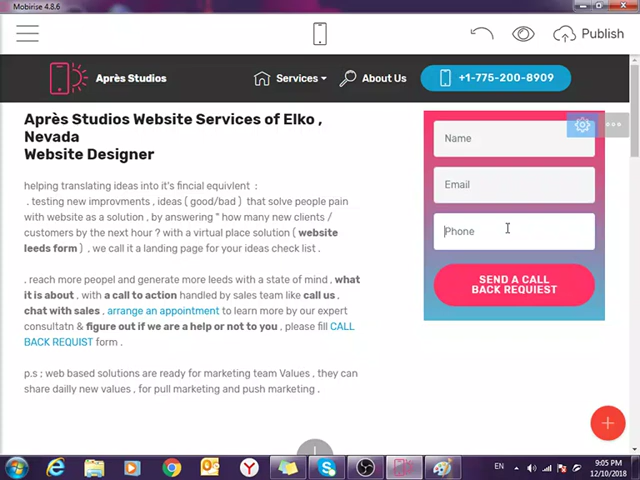 Mobirise 4.8.6
Publish
Après Studios
Services
About Us
+1-775-200-8909
Après Studios Website Services of Elko ,
Nevada
Website Designer
helping translating ideas into it's fincial equivlent :
. testing new improvments , ideas ( good/bad ) that solve people pain
with website as a solution , by answering " how many new clients /
customers by the next hour ? with a virtual place solution ( website
leeds form ) , we call it a landing page for your ideas check list .
. reach more peopel and generate more leeds with a state of mind , what
it is about , with a call to action handled by sales team like call us ,
chat with sales , arrange an appointment to learn more by our expert
consultatn & figure out if we are a help or not to you , please fill CALL
BACK REQUIST form .
p.s ; web based solutions are ready for marketing team Values , they can
share dailly new values , for pull marketing and push marketing .
Name
Email
Phone
SEND A CALL
BACK REQUIEST
EN
9:05 PM
12/10/2018